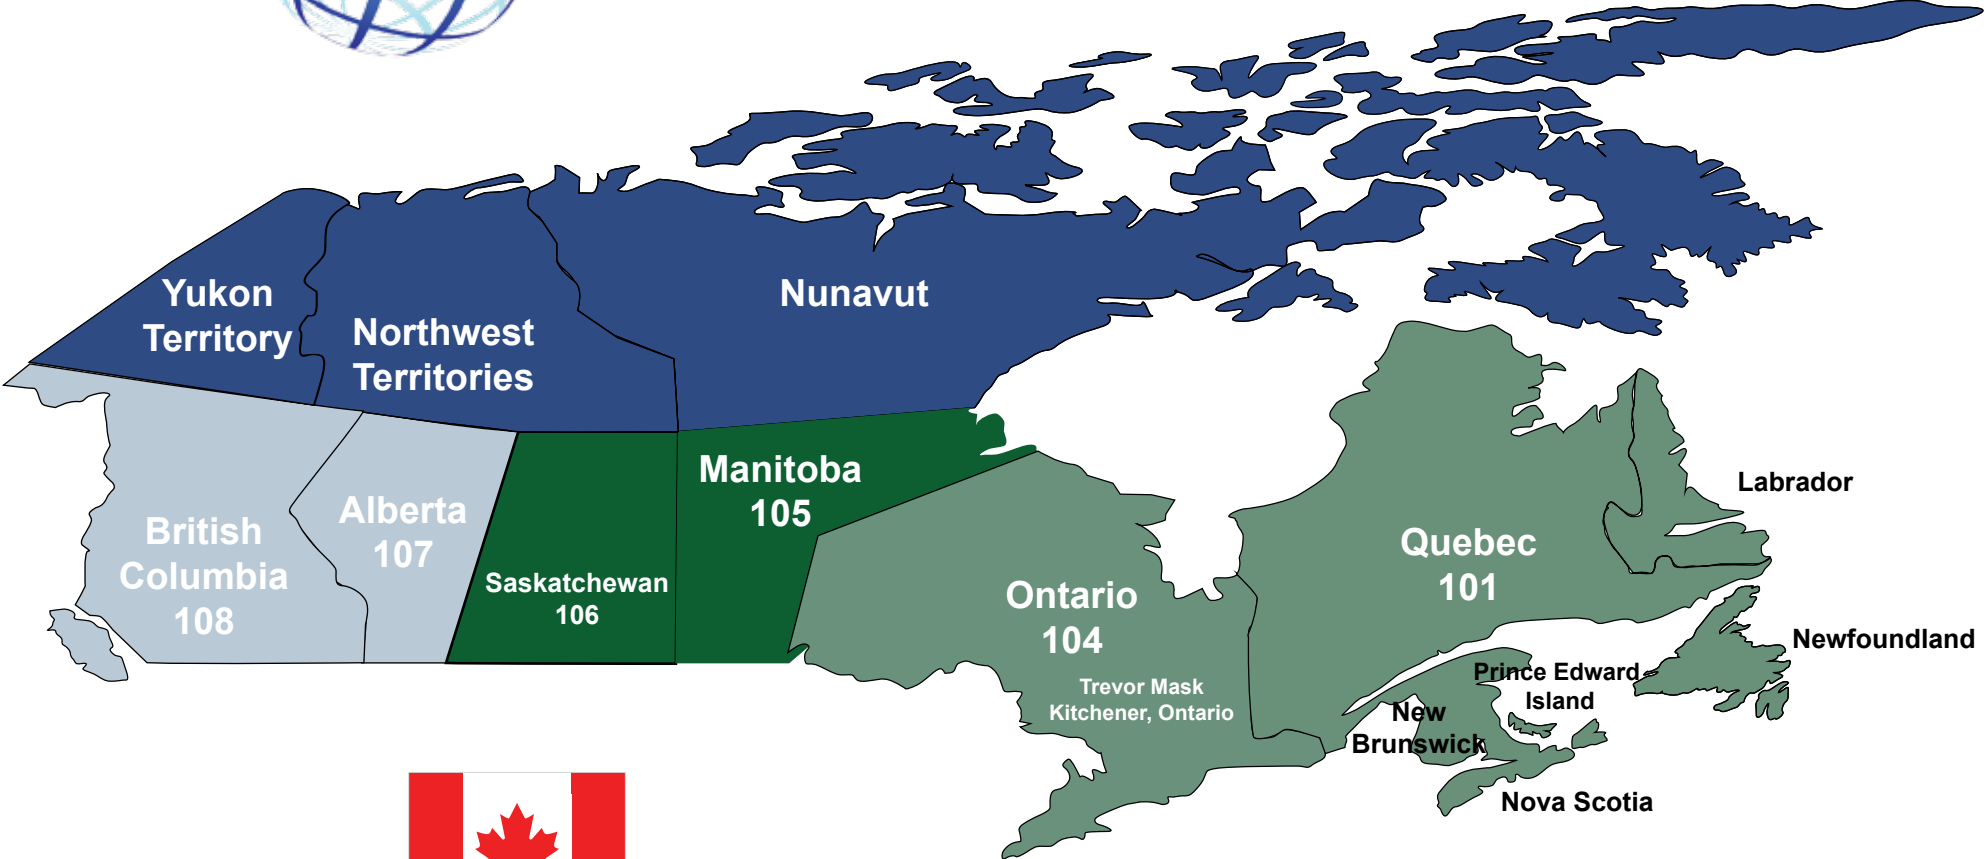 Yukon
Territory
Northwest
Territories
Nunavut
British
Columbia
108
Alberta
107
Saskatchewan
106
Manitoba
105
Ontario
104
Trevor Mask
Kitchener, Ontario
Quebec
101
Labrador
Newfoundland
Prince Edward
Island
New
Brunswick
Nova Scotia